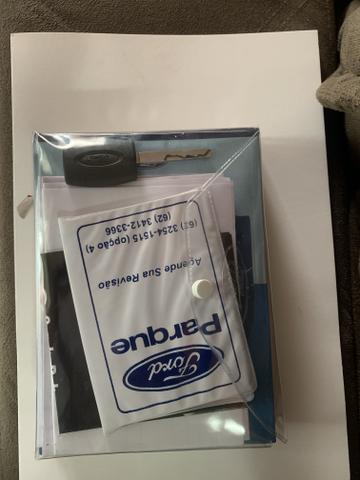 Ford
Parque
Agende Sua Revisão
(62) 3254-1515 (opção 4)
(62) 3412-3366